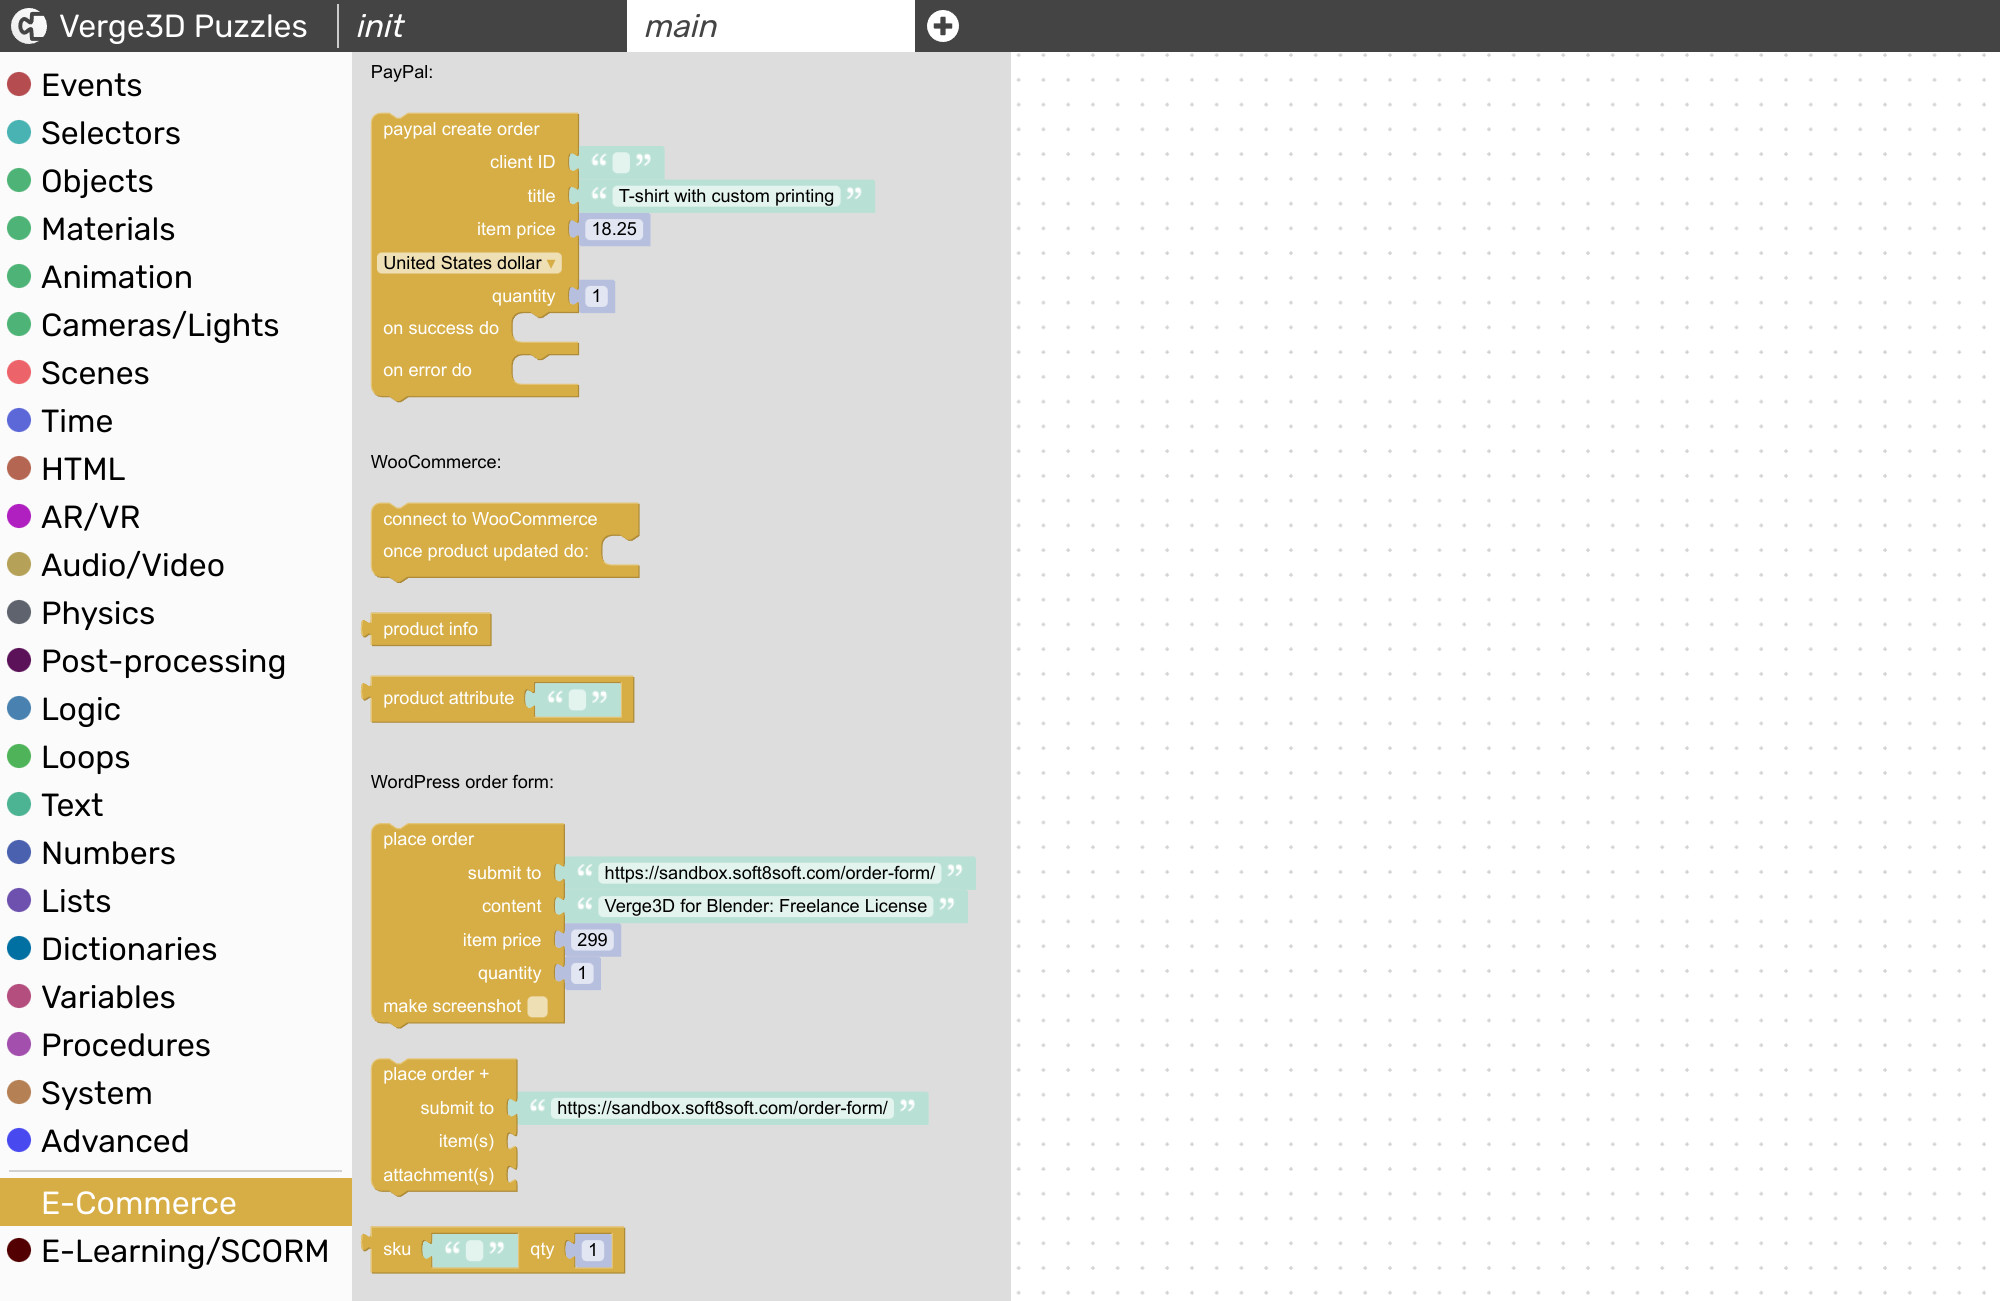 Verge3D Puzzles
init
main
Events
Selectors
Objects
Materials
Animation
Cameras/Lights
Scenes
Time
HTML
AR/VR
Audio/Video
Physics
Post-processing
Logic
Loops
Text
Numbers
Lists
Dictionaries
Variables
Procedures
System
Advanced
E-Commerce
E-Learning/SCORM
PayPal:
paypal create order
client ID “ ”
title “ T-shirt with custom printing ”
item price 18.25
United States dollar ▾
quantity 1
on success do
on error do
WooCommerce:
connect to WooCommerce
once product updated do:
product info
product attribute “ ”
WordPress order form:
place order
submit to “ https://sandbox.soft8soft.com/order-form/ ”
content “ Verge3D for Blender: Freelance License ”
item price 299
quantity 1
make screenshot
place order +
submit to “ https://sandbox.soft8soft.com/order-form/ ”
item(s)
attachment(s)
sku “ ” qty 1